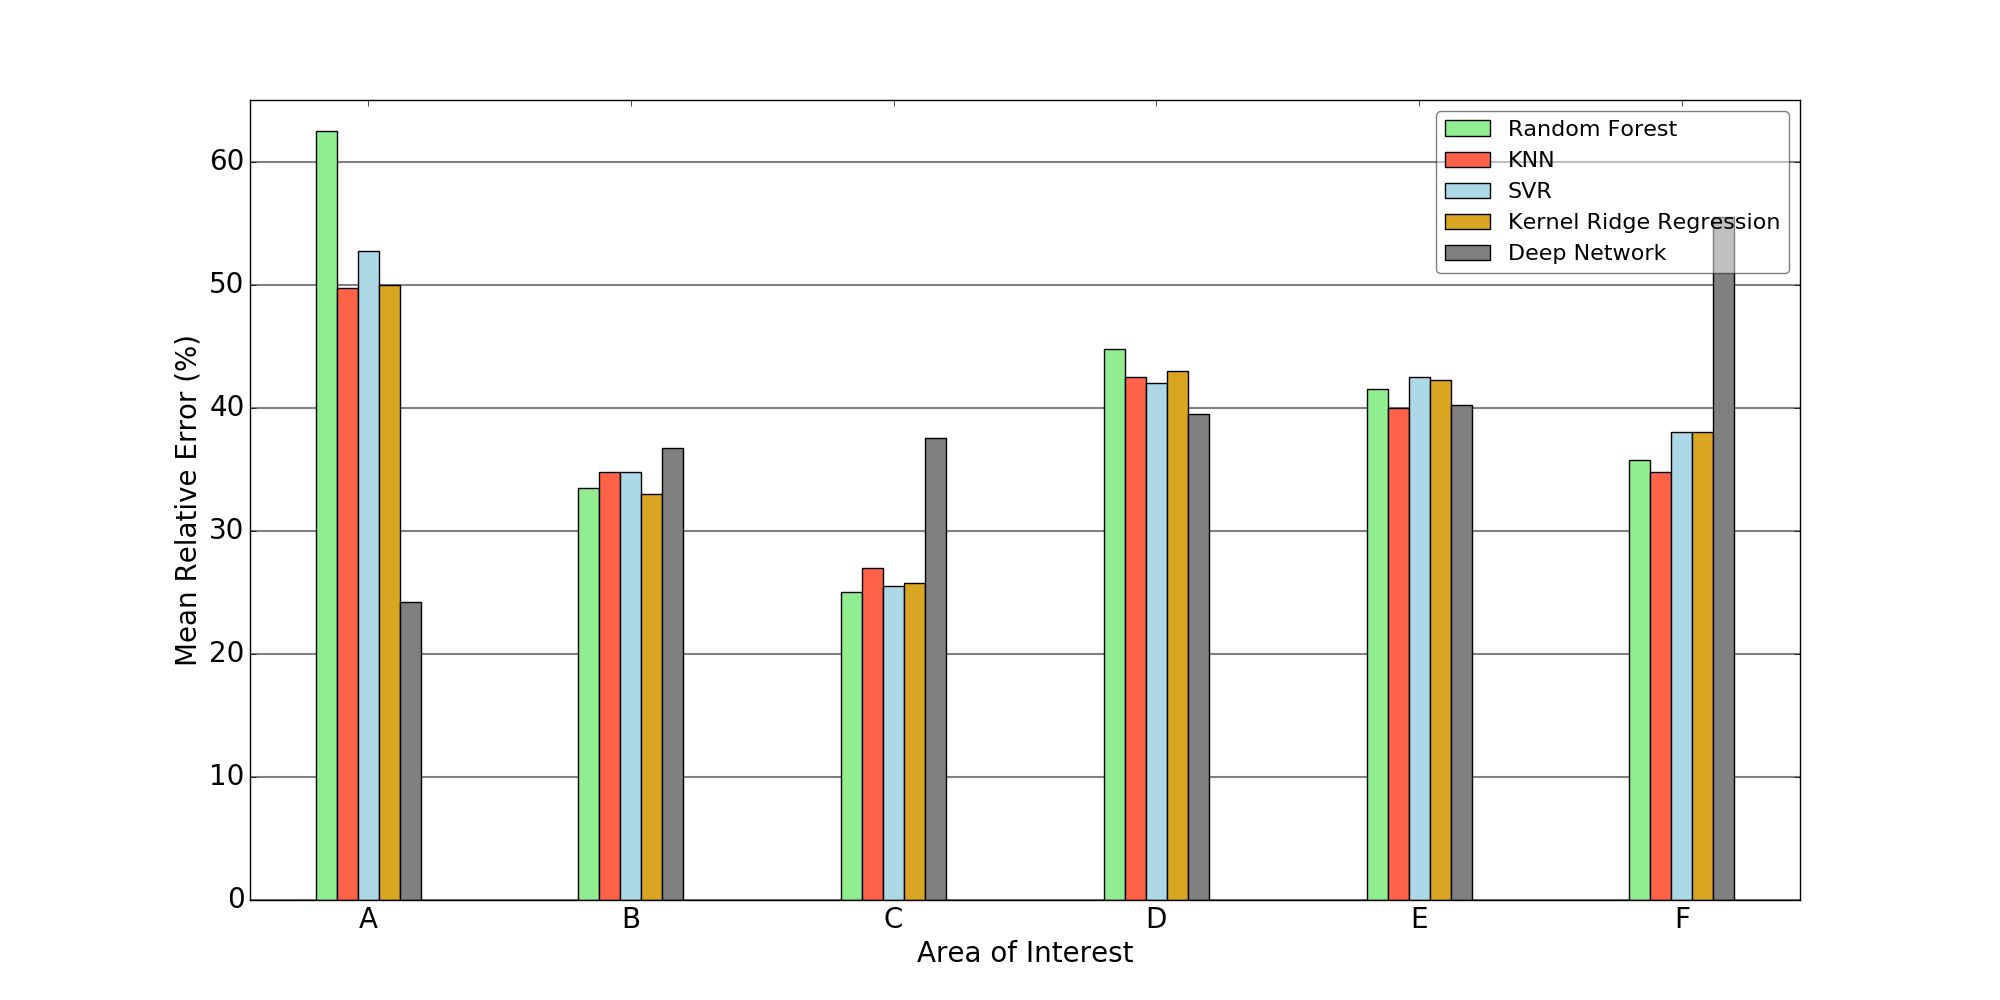 Random Forest
KNN
SVR
Kernel Ridge Regression
Deep Network
Mean Relative Error (%)
60
50
40
30
20
10
0
A B C D E F
Area of Interest